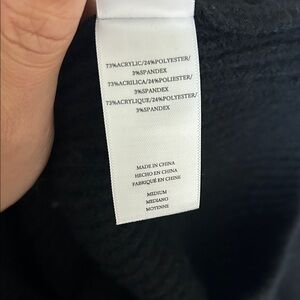 73%ACRYLIC/24%POLYESTER/
3%SPANDEX
73%ACRILICA/24%POLIESTER/
3%SPANDEX
73%ACRYLIQUE/24%POLYESTER/
3%SPANDEX
MADE IN CHINA
HECHO EN CHINA
FABRIQUÉ EN CHINE
MEDIUM
MEDIANO
MOYENNE